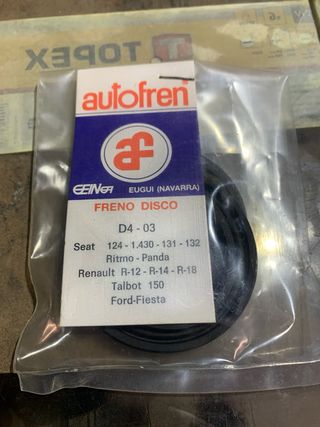 TOPEX
autofren
af
EUGUI (NAVARRA)
FRENO DISCO
D4 - 03
Seat 124 - 1.430 - 131 - 132
Ritmo - Panda
Renault R-12 - R-14 - R-18
Talbot 150
Ford-Fiesta